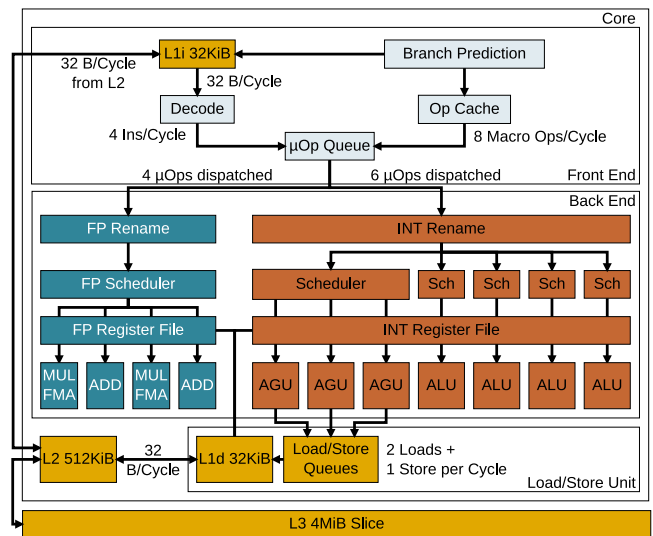 Core
32 B/Cycle
from L2
L1i 32KiB
Branch Prediction
32 B/Cycle
Decode
Op Cache
4 Ins/Cycle
8 Macro Ops/Cycle
µOp Queue
Front End
4 µOps dispatched
6 µOps dispatched
Back End
FP Rename
INT Rename
FP Scheduler
Scheduler
Sch
Sch
Sch
Sch
FP Register File
INT Register File
MUL
FMA
ADD
MUL
FMA
ADD
AGU
AGU
AGU
ALU
ALU
ALU
ALU
L2 512KiB
32
B/Cycle
L1d 32KiB
Load/Store
Queues
2 Loads +
1 Store per Cycle
Load/Store Unit
L3 4MiB Slice